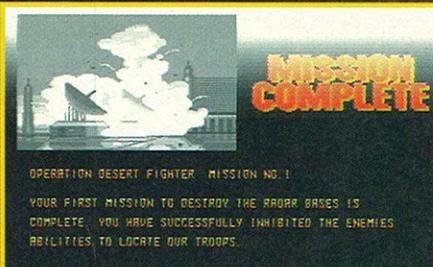 MISSION
COMPLETE
OPERATION DESERT FIGHTER MISSION NO.1
YOUR FIRST MISSION TO DESTROY THE RADAR BASES IS
COMPLETE. YOU HAVE SUCCESSFULLY INHIBITED THE ENEMIES
ABILITIES TO LOCATE OUR TROOPS.